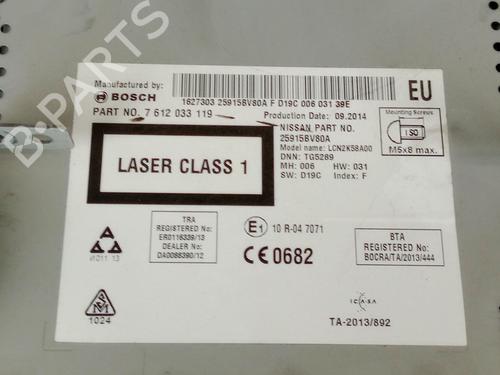 B-PARTS
Manufactured by:
BOSCH
1627303 25915BV80A F D19C 006 031 39E
EU
PART NO. 7 612 033 119
Production Date: 09.2014
NISSAN PART NO.
25915BV80A
Model name: LCN2K58A00
DNN: TG5289
MH: 006 HW: 031
SW: D19C Index: F
Mounting Screws
ISO
M5x8 max.
LASER CLASS 1
TRA
REGISTERED No:
ER0116339/13
DEALER No:
DA0088390/12
E1 10 R-04 7071
CE0682
BTA
REGISTERED No:
BOCRA/TA/2013/444
И011 13
1024
ICASA
TA-2013/892